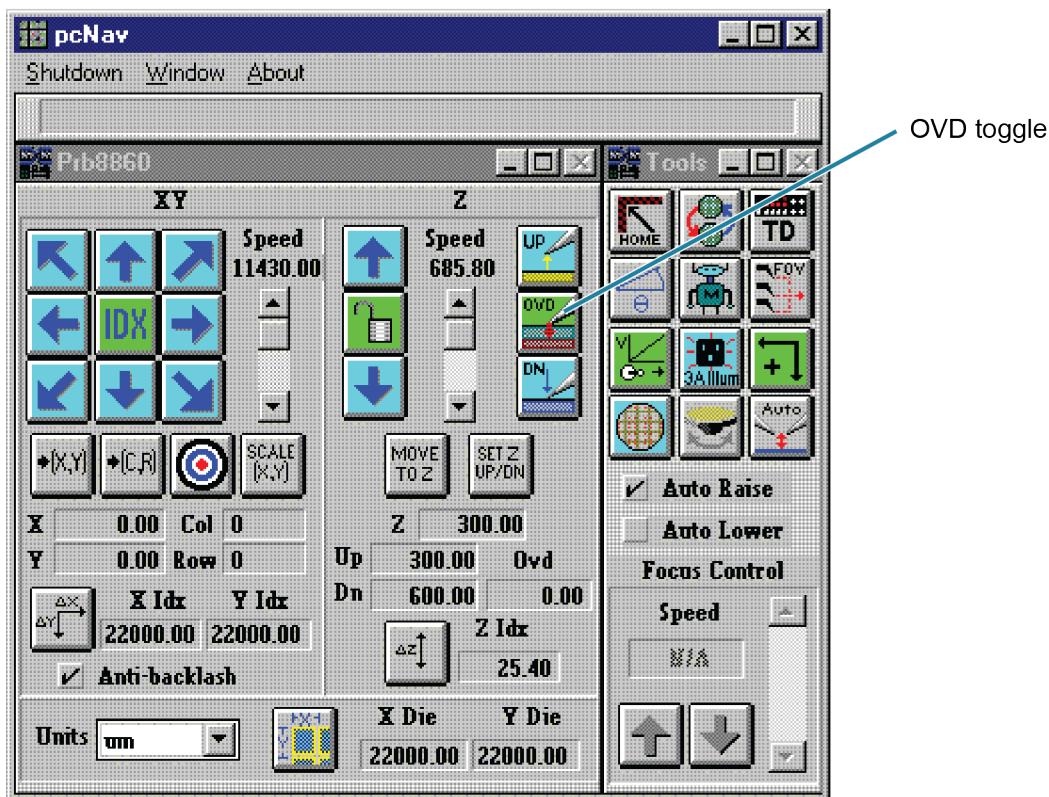 pcNav
Shutdown Window About
OVD toggle
Prb8860
XY Z
Speed
11430.00
IDX
Speed
685.80
UP
OVD
DN
→(X,Y) →(C,R) SCALE (X,Y)
MOVE TO Z SET Z UP/DN
X 0.00 Col 0
Y 0.00 Row 0
Z 300.00
Up 300.00 Ovd
Dn 600.00 0.00
ΔX ΔY
X Idx Y Idx
22000.00 22000.00
Anti-backlash
ΔZ
Z Idx
25.40
Units um
X Y
X Die Y Die
22000.00 22000.00
Tools
HOME TD
θ M FOV
V 3A Illum +
Auto
Auto Raise
Auto Lower
Focus Control
Speed
N/A